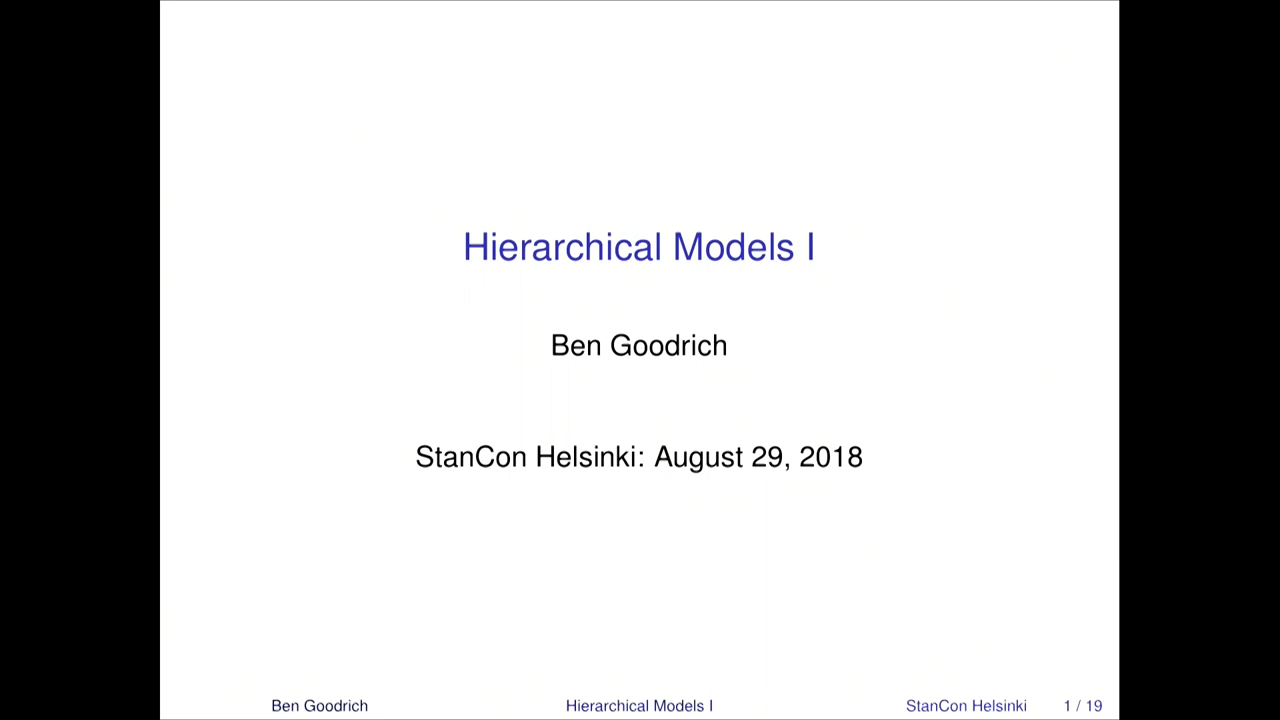 Hierarchical Models I
Ben Goodrich
StanCon Helsinki: August 29, 2018
Ben Goodrich Hierarchical Models I StanCon Helsinki 1 / 19